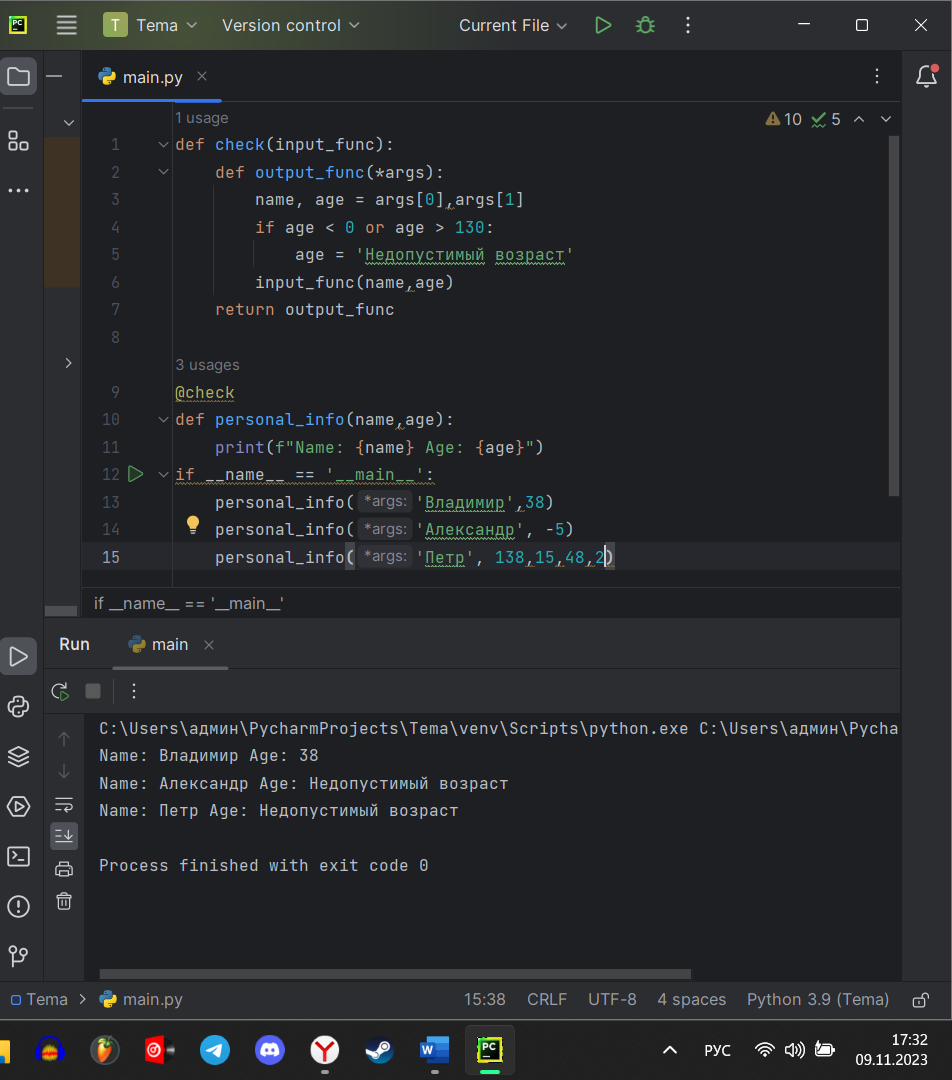 T Tema Version control Current File
main.py
1 usage
10 5
1 def check(input_func):
2 def output_func(*args):
3 name, age = args[0],args[1]
4 if age < 0 or age > 130:
5 age = 'Недопустимый возраст'
6 input_func(name,age)
7 return output_func
8
3 usages
9 @check
10 def personal_info(name,age):
11 print(f"Name: {name} Age: {age}")
12 if __name__ == '__main__':
13 personal_info( *args: 'Владимир',38)
14 personal_info( *args: 'Александр', -5)
15 personal_info( *args: 'Петр', 138,15,48,2)
if __name__ == '__main__'
Run main
C:\Users\админ\PycharmProjects\Tema\venv\Scripts\python.exe C:\Users\админ\Pycha
Name: Владимир Age: 38
Name: Александр Age: Недопустимый возраст
Name: Петр Age: Недопустимый возраст
Process finished with exit code 0
Tema main.py 15:38 CRLF UTF-8 4 spaces Python 3.9 (Tema)
РУС 17:32
09.11.2023